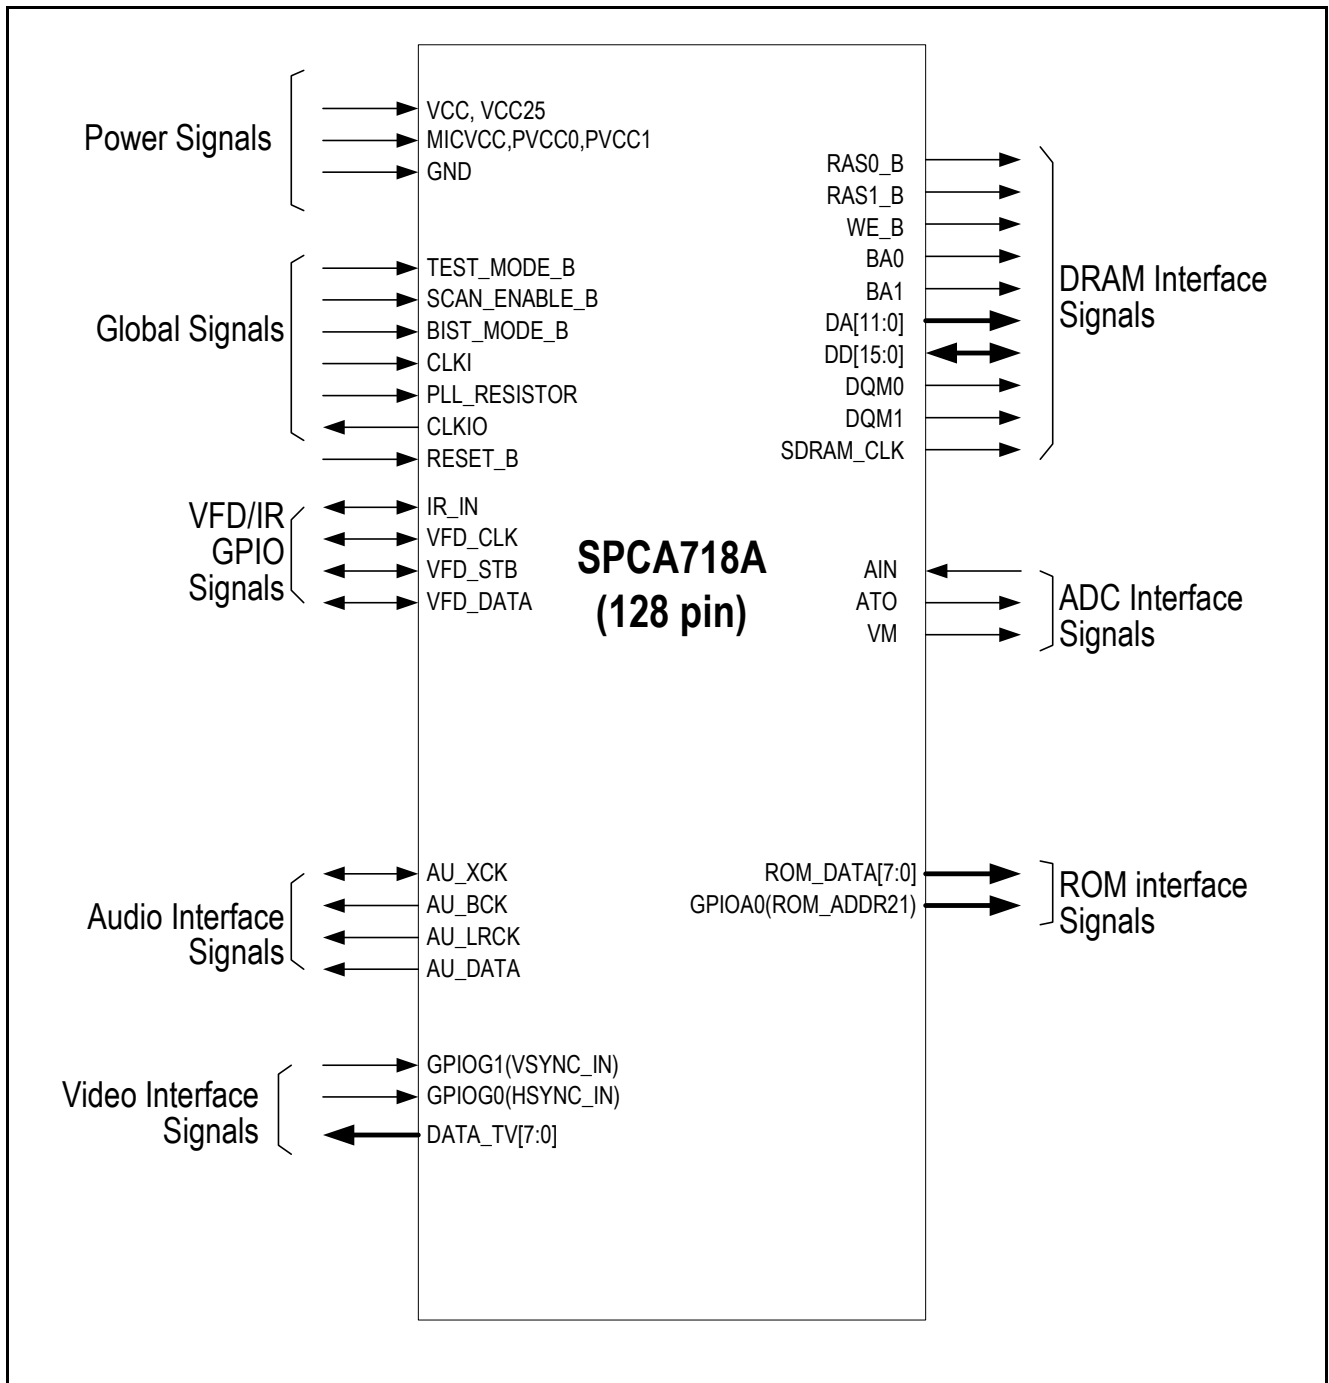 Power Signals
VCC, VCC25
MICVCC,PVCC0,PVCC1
GND
Global Signals
TEST_MODE_B
SCAN_ENABLE_B
BIST_MODE_B
CLKI
PLL_RESISTOR
CLKIO
RESET_B
VFD/IR
GPIO
Signals
IR_IN
VFD_CLK
VFD_STB
VFD_DATA
SPCA718A
(128 pin)
Audio Interface
Signals
AU_XCK
AU_BCK
AU_LRCK
AU_DATA
Video Interface
Signals
GPIOG1(VSYNC_IN)
GPIOG0(HSYNC_IN)
DATA_TV[7:0]
RAS0_B
RAS1_B
WE_B
BA0
BA1
DA[11:0]
DD[15:0]
DQM0
DQM1
SDRAM_CLK
DRAM Interface
Signals
AIN
ATO
VM
ADC Interface
Signals
ROM_DATA[7:0]
GPIOA0(ROM_ADDR21)
ROM interface
Signals